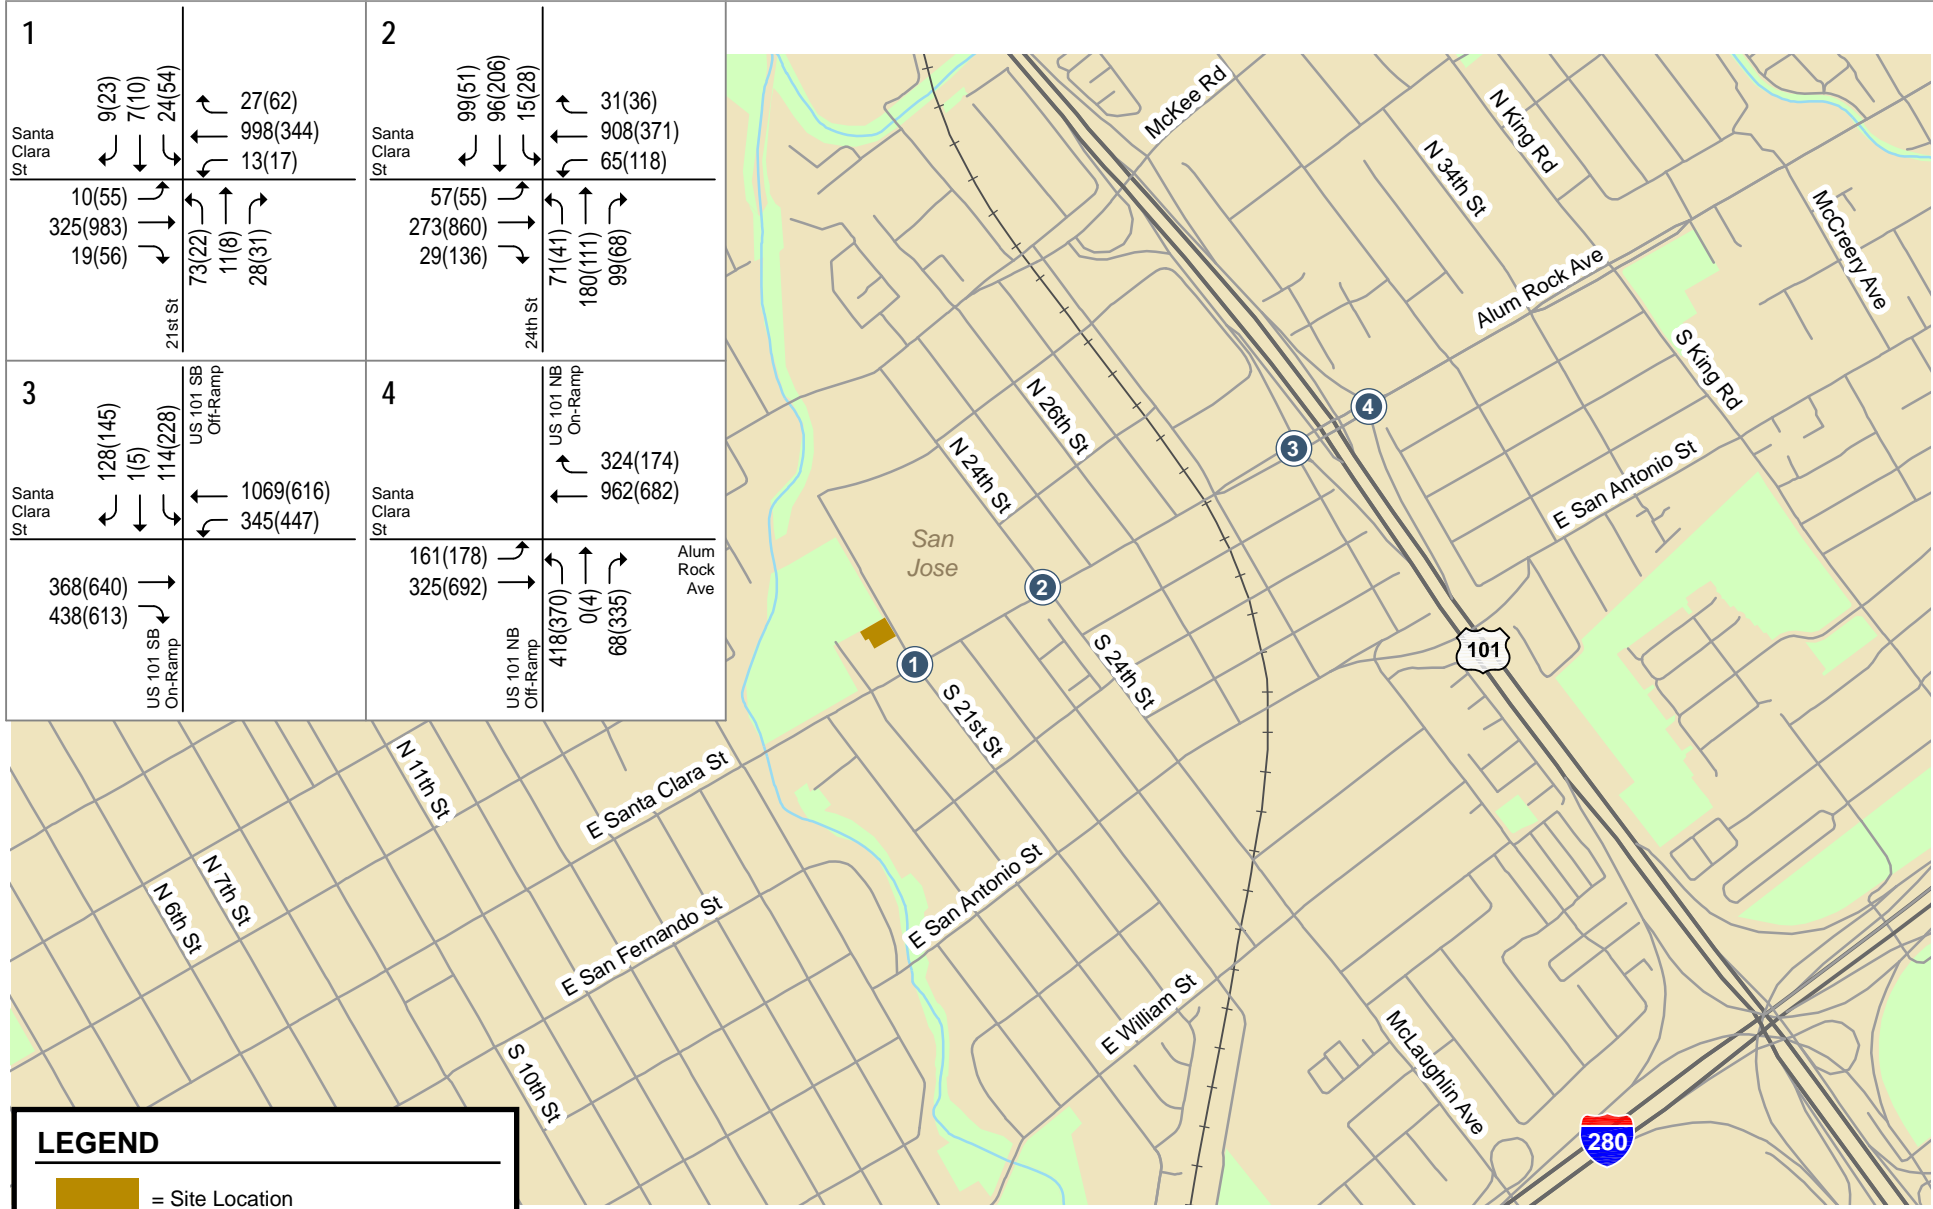 1
9(23)
7(10)
24(54)
27(62)
998(344)
13(17)
Santa
Clara
St
10(55)
325(983)
19(56)
73(22)
11(8)
28(31)
21st St
2
99(51)
96(206)
15(28)
31(36)
908(371)
65(118)
Santa
Clara
St
57(55)
273(860)
29(136)
71(41)
180(111)
99(68)
24th St
3
128(145)
1(5)
114(228)
US 101 SB
Off-Ramp
1069(616)
345(447)
Santa
Clara
St
368(640)
438(613)
US 101 SB
On-Ramp
4
US 101 NB
On-Ramp
324(174)
962(682)
Santa
Clara
St
161(178)
325(692)
418(370)
0(4)
66(335)
Alum
Rock
Ave
US 101 NB
Off-Ramp
McKee Rd
N King Rd
N 34th St
McCreery Ave
Alum Rock Ave
S King Rd
N 26th St
4
3
N 24th St
E San Antonio St
San
Jose
2
1
S 24th St
101
S 21st St
N 11th St
E Santa Clara St
N 7th St
N 6th St
E San Fernando St
E San Antonio St
E William St
McLaughlin Ave
S 10th St
280
LEGEND
= Site Location